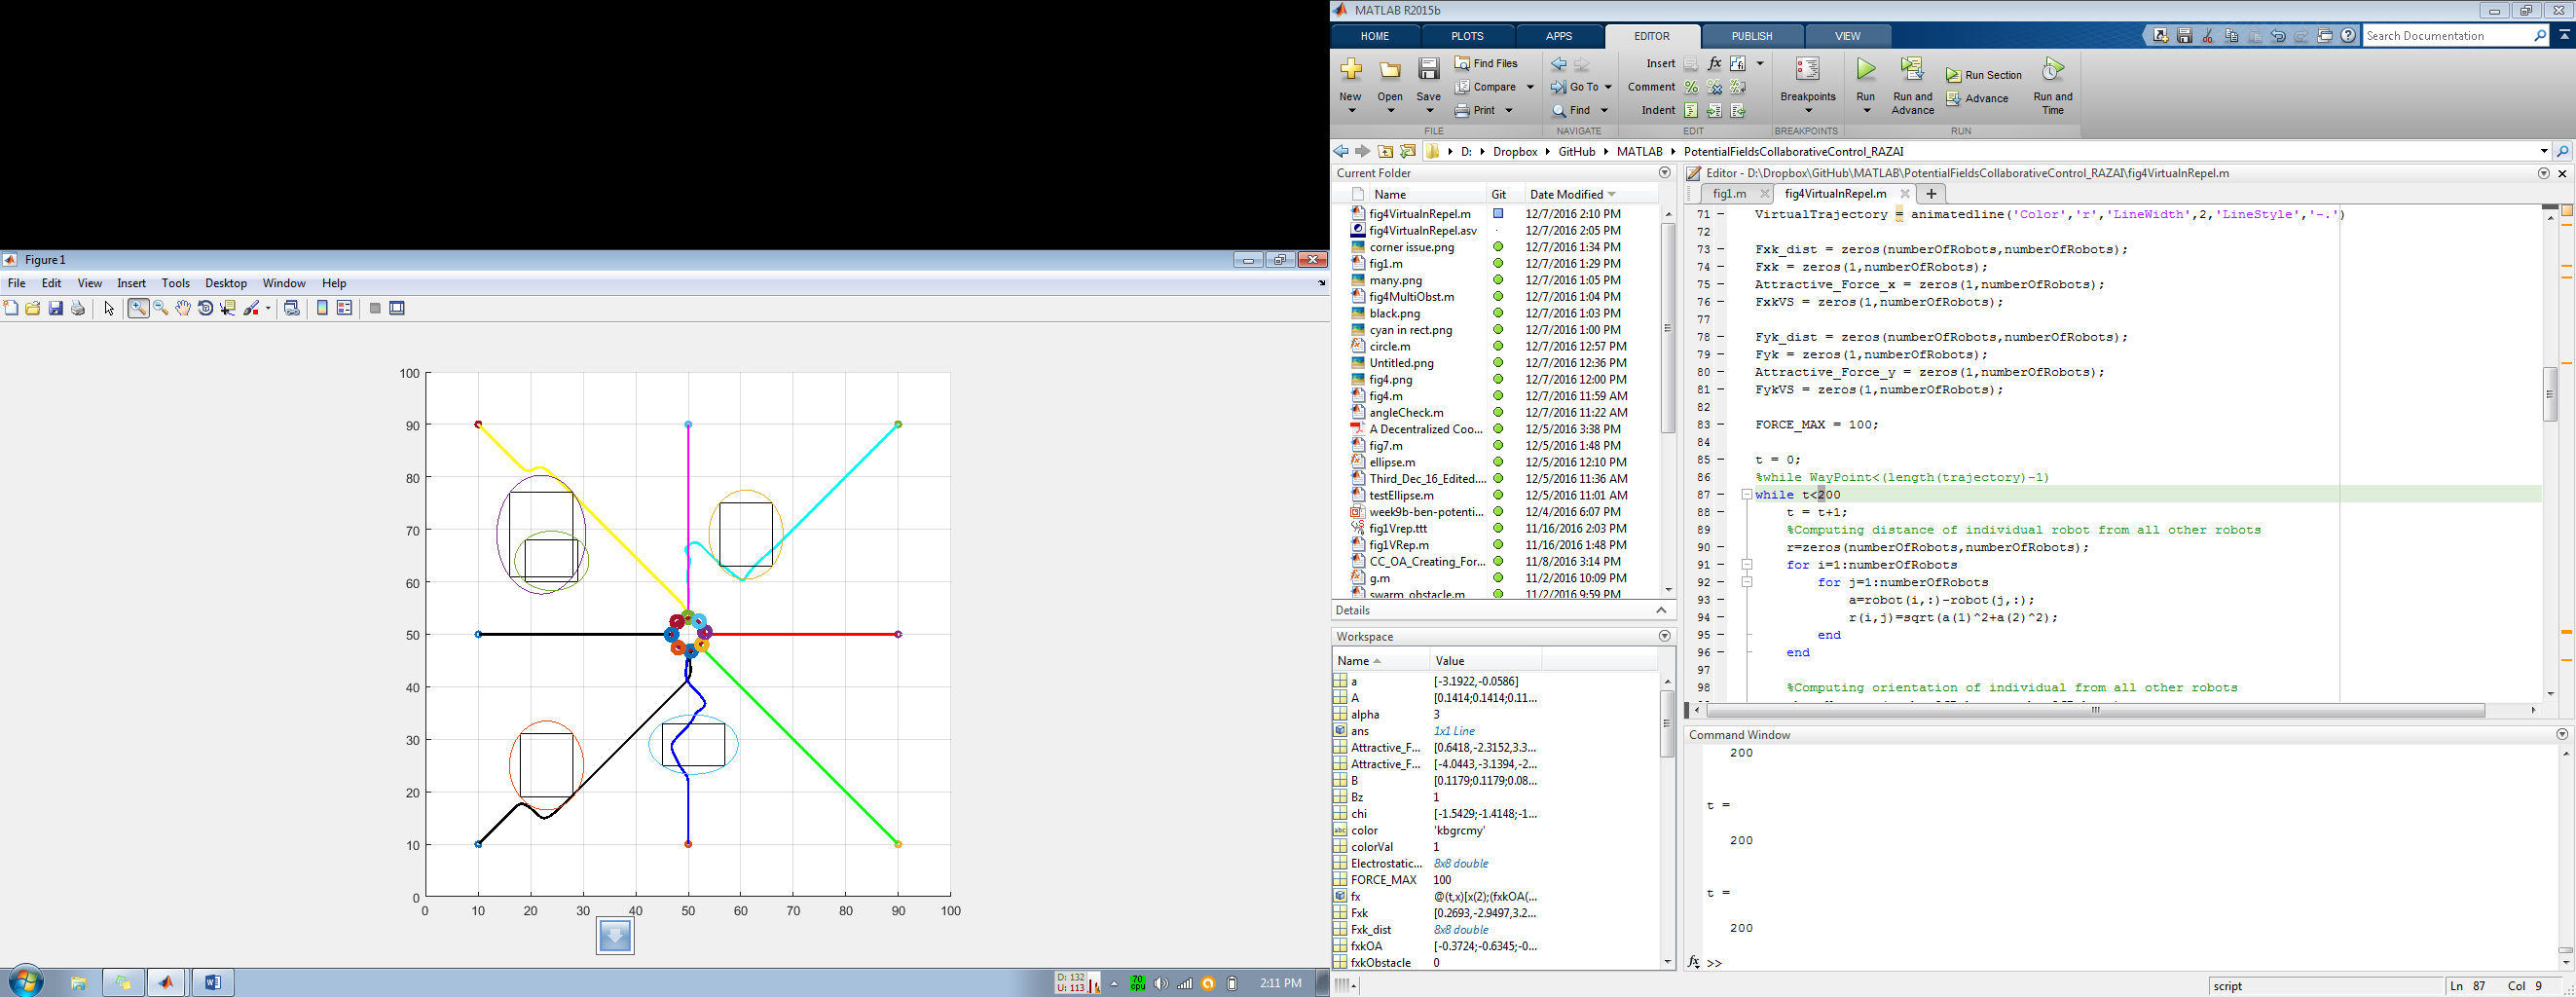 Figure 1
File Edit View Insert Tools Desktop Window Help
100
90
80
70
60
50
40
30
20
10
0
0 10 20 30 40 50 60 70 80 90 100
D: 132
U: 113
70
cpu
2:11 PM
MATLAB R2015b
HOME PLOTS APPS EDITOR PUBLISH VIEW
Search Documentation
New Open Save
Find Files
Compare
Print
Go To
Find
Insert
Comment
Indent
Breakpoints
Run
Run and Advance
Run Section
Advance
Run and Time
FILE NAVIGATE EDIT BREAKPOINTS RUN
D: Dropbox GitHub MATLAB PotentialFieldsCollaborativeControl_RAZAI
Current Folder
Name Git Date Modified
fig4VirtualnRepel.m 12/7/2016 2:10 PM
fig4VirtualnRepel.asv 12/7/2016 2:05 PM
corner issue.png 12/7/2016 1:34 PM
fig1.m 12/7/2016 1:29 PM
many.png 12/7/2016 1:05 PM
fig4MultiObst.m 12/7/2016 1:04 PM
black.png 12/7/2016 1:03 PM
cyan in rect.png 12/7/2016 1:00 PM
circle.m 12/7/2016 12:57 PM
Untitled.png 12/7/2016 12:36 PM
fig4.png 12/7/2016 12:00 PM
fig4.m 12/7/2016 11:59 AM
angleCheck.m 12/7/2016 11:22 AM
A Decentralized Coo... 12/5/2016 3:38 PM
fig7.m 12/5/2016 1:48 PM
ellipse.m 12/5/2016 12:10 PM
Third_Dec_16_Edited.... 12/5/2016 11:36 AM
testEllipse.m 12/5/2016 11:01 AM
week9b-ben-potenti... 12/4/2016 6:07 PM
fig1Vrep.ttt 11/16/2016 2:03 PM
fig1VRep.m 11/16/2016 1:48 PM
CC_OA_Creating_For... 11/8/2016 3:14 PM
g.m 11/2/2016 10:09 PM
swarm_obstacle.m 11/2/2016 9:59 PM
Details
Workspace
Name Value
a [-3.1922,-0.0586]
A [0.1414;0.1414;0.11...
alpha 3
ans 1x1 Line
Attractive_F... [0.6418,-2.3152,3.3...
Attractive_F... [-4.0443,-3.1394,-2...
B [0.1179;0.1179;0.08...
Bz 1
chi [-1.5429;-1.4148;-1...
color 'kbgrcmy'
colorVal 1
Electrostatic... 8x8 double
FORCE_MAX 100
fx @(t,x)[x(2);(fxkOA(...
Fxk [0.2693,-2.9497,3.2...
Fxk_dist 8x8 double
fxkOA [-0.3724;-0.6345;-0...
fxkObstacle 0
Editor - D:\Dropbox\GitHub\MATLAB\PotentialFieldsCollaborativeControl_RAZAI\fig4VirtualnRepel.m
fig1.m fig4VirtualnRepel.m
71 VirtualTrajectory = animatedline('Color','r','LineWidth',2,'LineStyle','-.')
72
73 Fxk_dist = zeros(numberOfRobots,numberOfRobots);
74 Fxk = zeros(1,numberOfRobots);
75 Attractive_Force_x = zeros(1,numberOfRobots);
76 FxkVS = zeros(1,numberOfRobots);
77
78 Fyk_dist = zeros(numberOfRobots,numberOfRobots);
79 Fyk = zeros(1,numberOfRobots);
80 Attractive_Force_y = zeros(1,numberOfRobots);
81 FykVS = zeros(1,numberOfRobots);
82
83 FORCE_MAX = 100;
84
85 t = 0;
86 %while WayPoint<(length(trajectory)-1)
87 while t<200
88 t = t+1;
89 %Computing distance of individual robot from all other robots
90 r=zeros(numberOfRobots,numberOfRobots);
91 for i=1:numberOfRobots
92 for j=1:numberOfRobots
93 a=robot(i,:)-robot(j,:);
94 r(i,j)=sqrt(a(1)^2+a(2)^2);
95 end
96 end
97
98 %Computing orientation of individual from all other robots
Command Window
200
t =
200
t =
200
fx >>
script Ln 87 Col 9